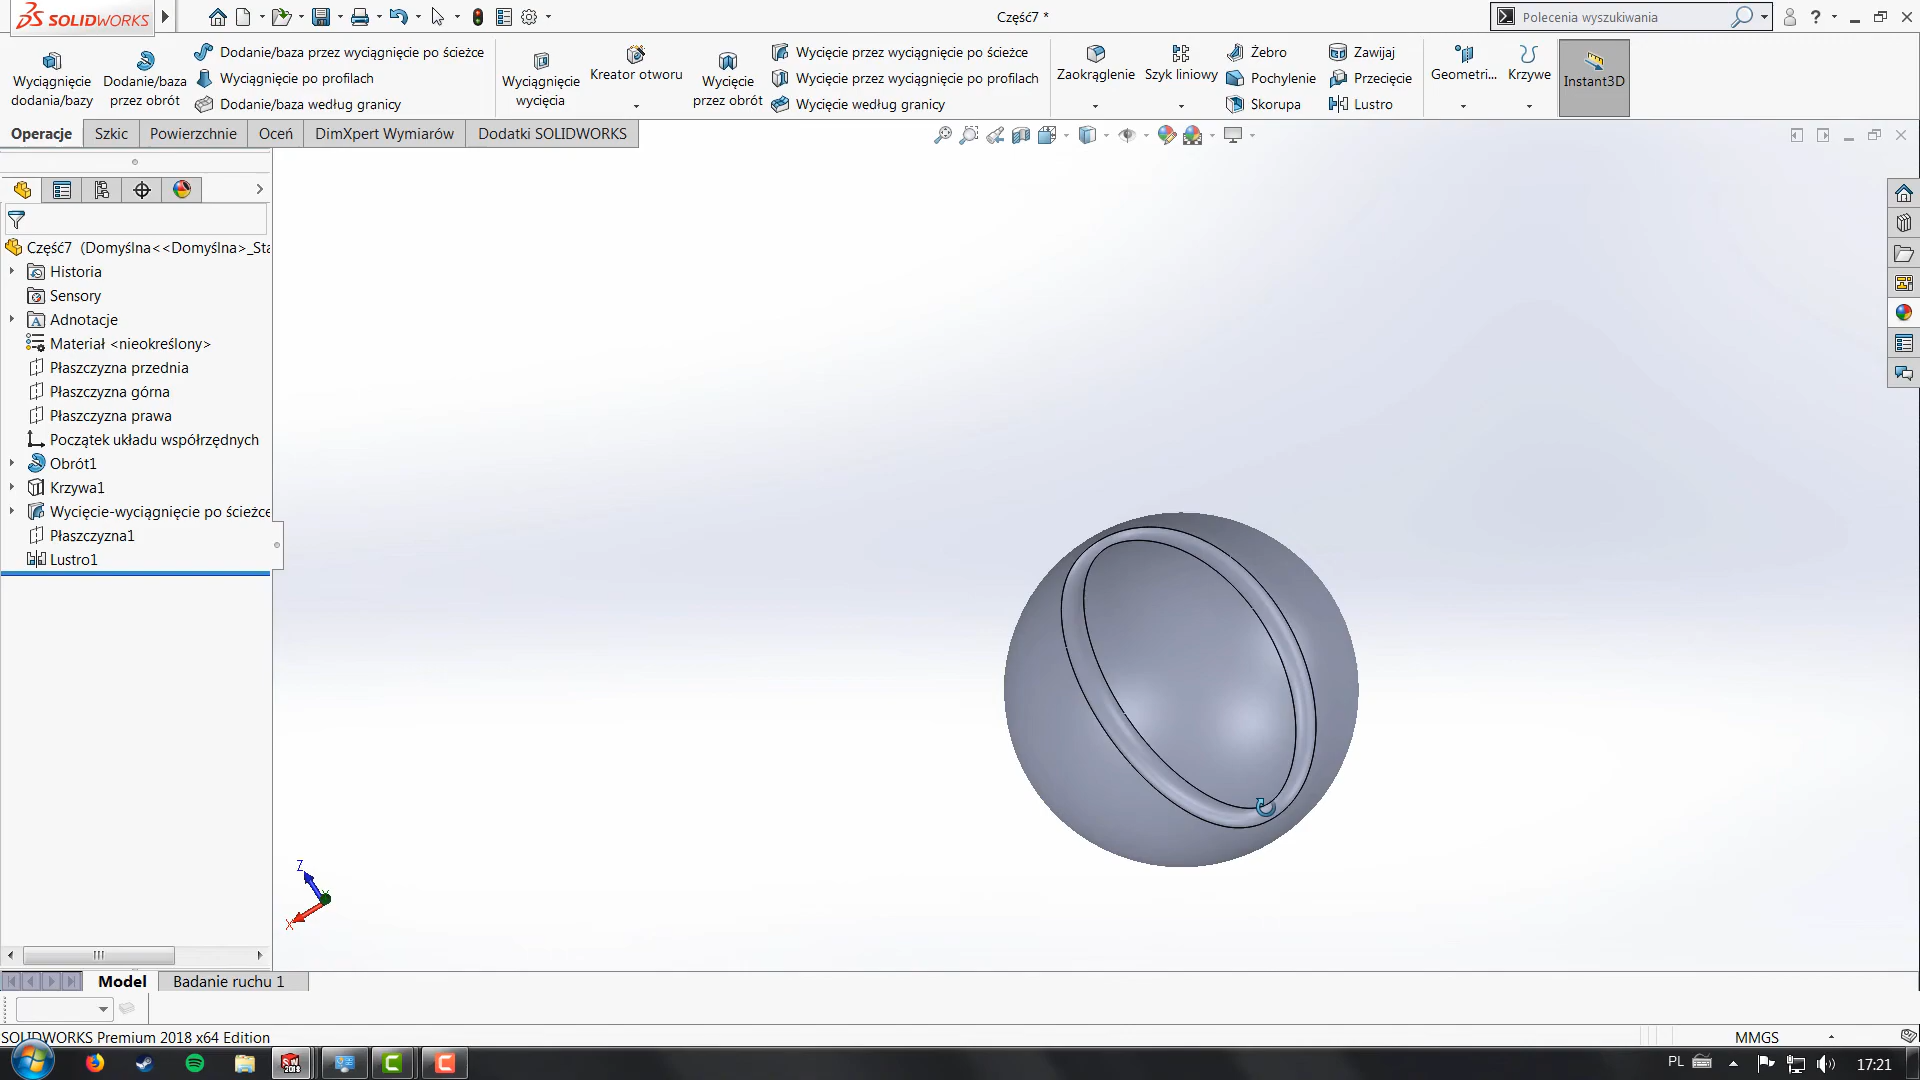 SOLIDWORKS
Część7 *
Polecenia wyszukiwania
Wyciągnięcie
dodania/bazy
Dodanie/baza
przez obrót
Dodanie/baza przez wyciągnięcie po ścieżce
Wyciągnięcie po profilach
Dodanie/baza według granicy
Wyciągnięcie
wycięcia
Kreator otworu
Wycięcie
przez obrót
Wycięcie przez wyciągnięcie po ścieżce
Wycięcie przez wyciągnięcie po profilach
Wycięcie według granicy
Zaokrąglenie
Szyk liniowy
Żebro
Pochylenie
Skorupa
Zawijaj
Przecięcie
Lustro
Geometri...
Krzywe
Instant3D
Operacje
Szkic
Powierzchnie
Oceń
DimXpert Wymiarów
Dodatki SOLIDWORKS
Część7 (Domyślna<<Domyślna>_Sta
Historia
Sensory
Adnotacje
Materiał <nieokreślony>
Płaszczyzna przednia
Płaszczyzna górna
Płaszczyzna prawa
Początek układu współrzędnych
Obrót1
Krzywa1
Wycięcie-wyciągnięcie po ścieżce
Płaszczyzna1
Lustro1
Z
Y
X
Model
Badanie ruchu 1
SOLIDWORKS Premium 2018 x64 Edition
MMGS
PL
17:21